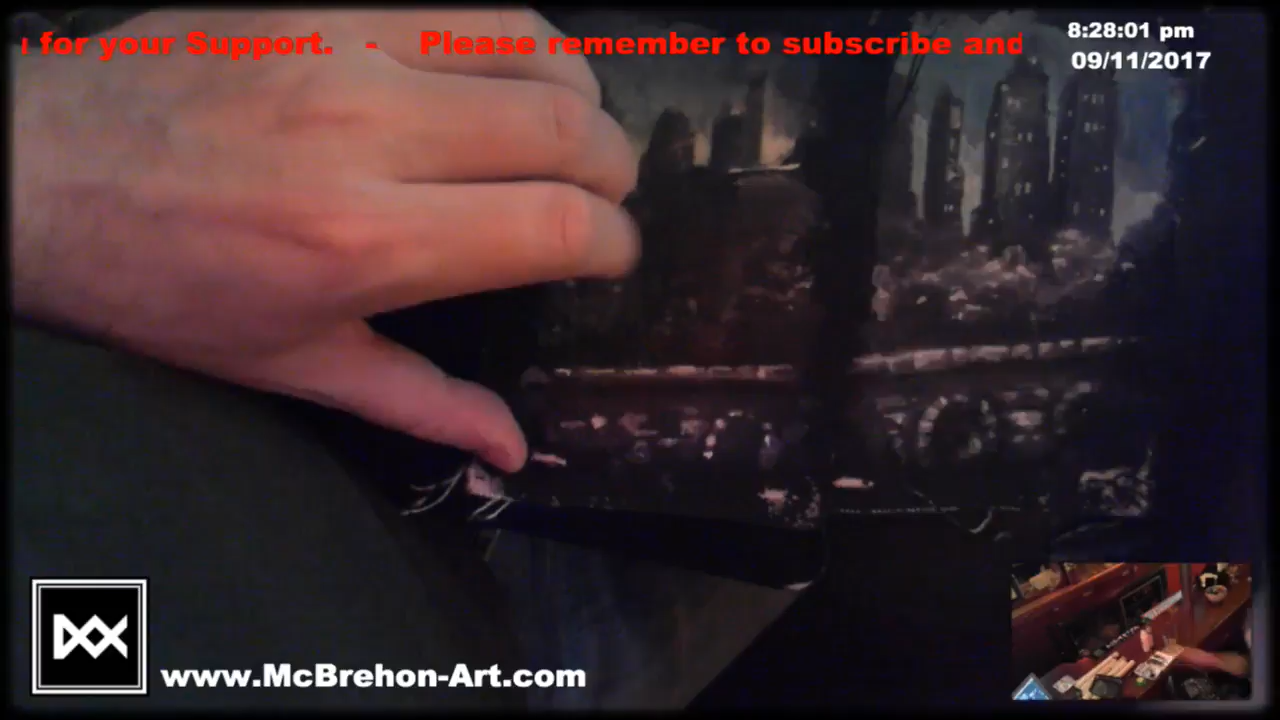 for your Support. - Please remember to subscribe and
8:28:01 pm
09/11/2017
www.McBrehon-Art.com